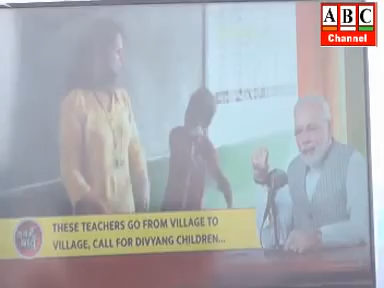 ABC
Channel
THESE TEACHERS GO FROM VILLAGE TO
VILLAGE, CALL FOR DIVYANG CHILDREN...